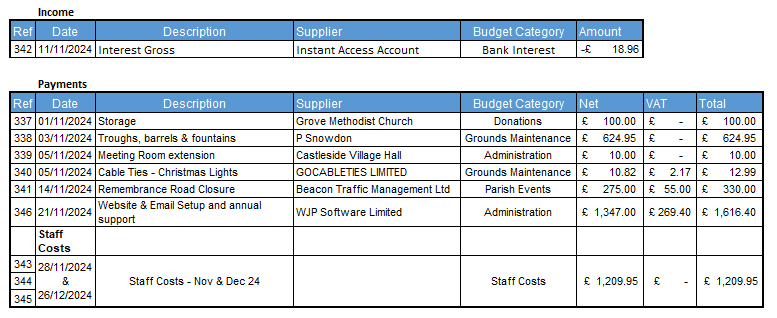 Income
Ref Date Description Supplier Budget Category Amount
342 11/11/2024 Interest Gross Instant Access Account Bank Interest -£ 18.96
Payments
Ref Date Description Supplier Budget Category Net VAT Total
337 01/11/2024 Storage Grove Methodist Church Donations £ 100.00 £ - £ 100.00
338 03/11/2024 Troughs, barrels & fountains P Snowdon Grounds Maintenance £ 624.95 £ - £ 624.95
339 05/11/2024 Meeting Room extension Castleside Village Hall Administration £ 10.00 £ - £ 10.00
340 05/11/2024 Cable Ties - Christmas Lights GOCABLETIES LIMITED Grounds Maintenance £ 10.82 £ 2.17 £ 12.99
341 14/11/2024 Remembrance Road Closure Beacon Traffic Management Ltd Parish Events £ 275.00 £ 55.00 £ 330.00
346 21/11/2024 Website & Email Setup and annual
support WJP Software Limited Administration £ 1,347.00 £ 269.40 £ 1,616.40
Staff
Costs
343
344
345
28/11/2024
&
26/12/2024
Staff Costs - Nov & Dec 24 Staff Costs £ 1,209.95 £ - £ 1,209.95